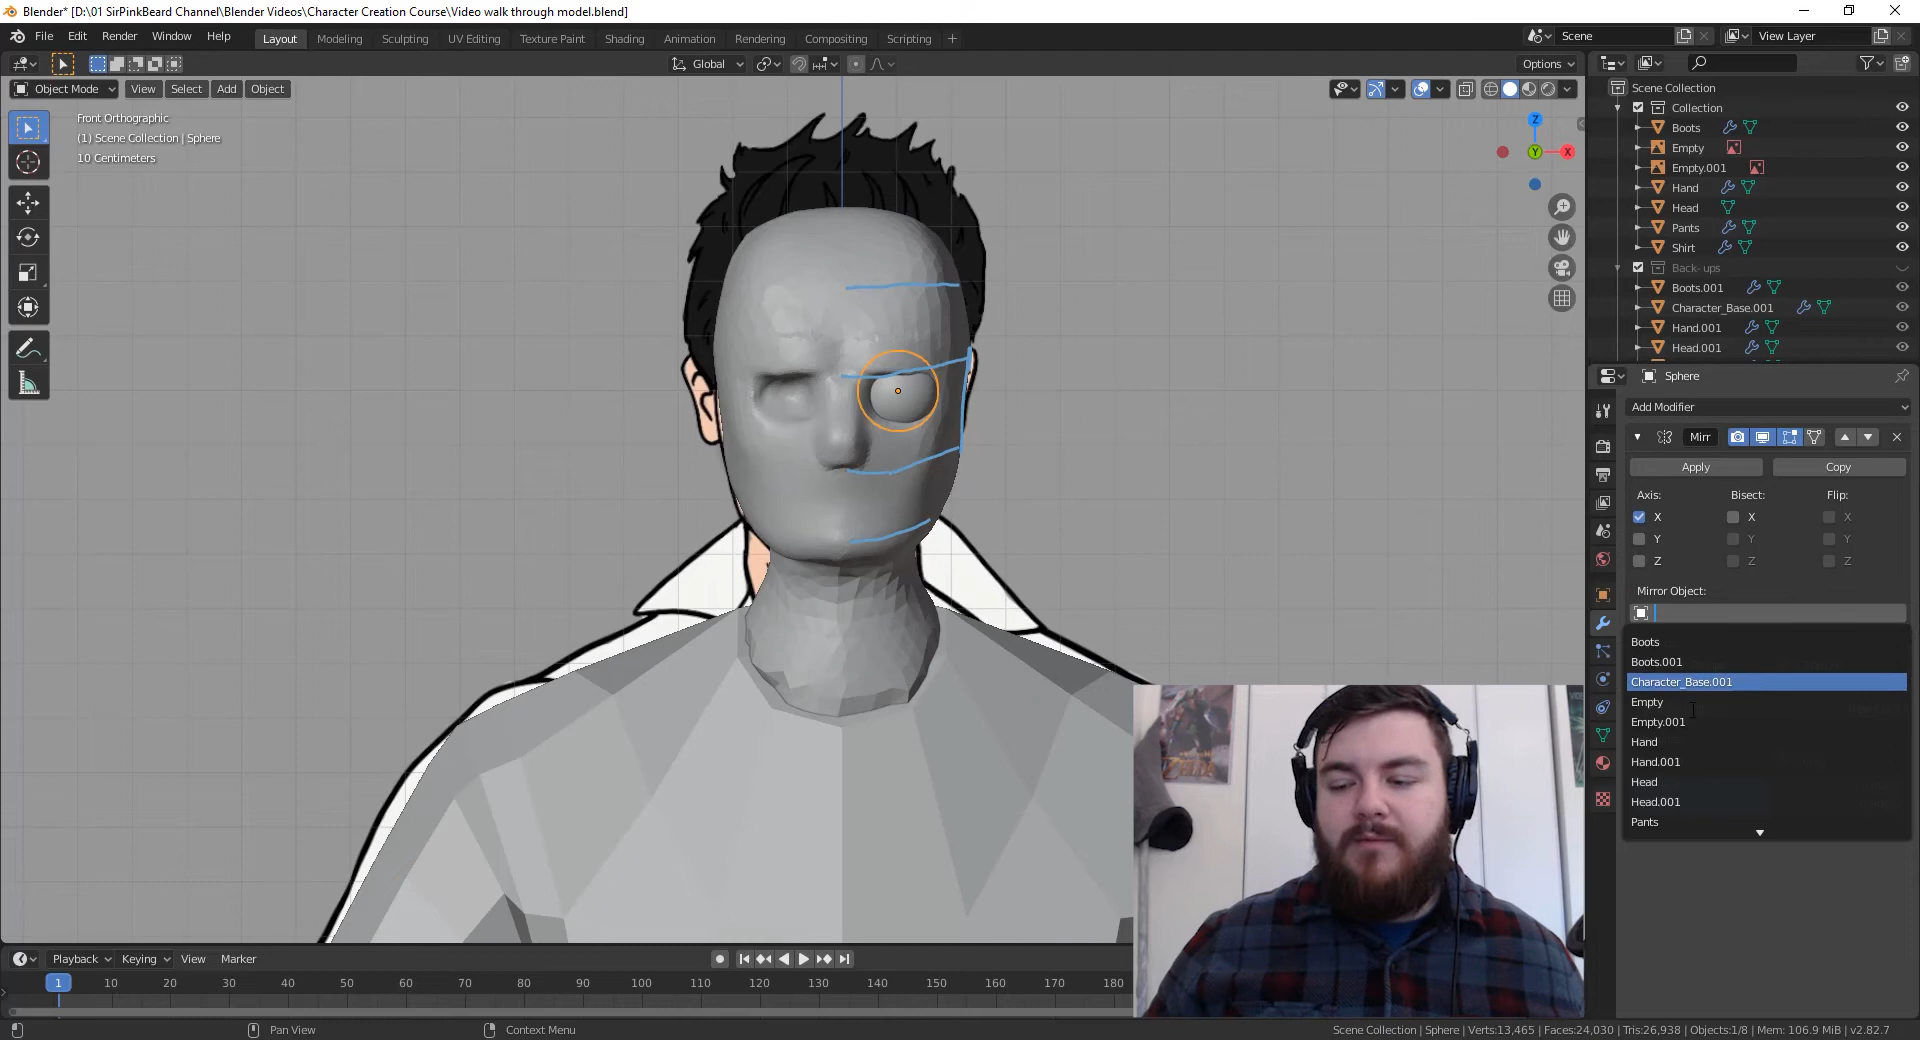 Blender* [D:\01 SirPinkBeard Channel\Blender Videos\Character Creation Course\Video walk through model.blend]
File Edit Render Window Help Layout Modeling Sculpting UV Editing Texture Paint Shading Animation Rendering Compositing Scripting + Scene View Layer
Global Options
Object Mode View Select Add Object
Front Orthographic
(1) Scene Collection | Sphere
10 Centimeters
Z
Y
X
Scene Collection
Collection
Boots
Empty
Empty.001
Hand
Head
Pants
Shirt
Back-ups
Boots.001
Character_Base.001
Hand.001
Head.001
Sphere
Add Modifier
Mirr
Apply Copy
Axis: Bisect: Flip:
X X X
Y Y Y
Z Z Z
Mirror Object:
Boots
Boots.001
Character_Base.001
Empty
Empty.001
Hand
Hand.001
Head
Head.001
Pants
ZELDA
Playback Keying View Marker
1 10 20 30 40 50 60 70 80 90 100 110 120 130 140 150 160 170 180
Pan View Context Menu Scene Collection | Sphere | Verts:13,465 | Faces:24,030 | Tris:26,938 | Objects:1/8 | Mem: 106.9 MiB | v2.82.7